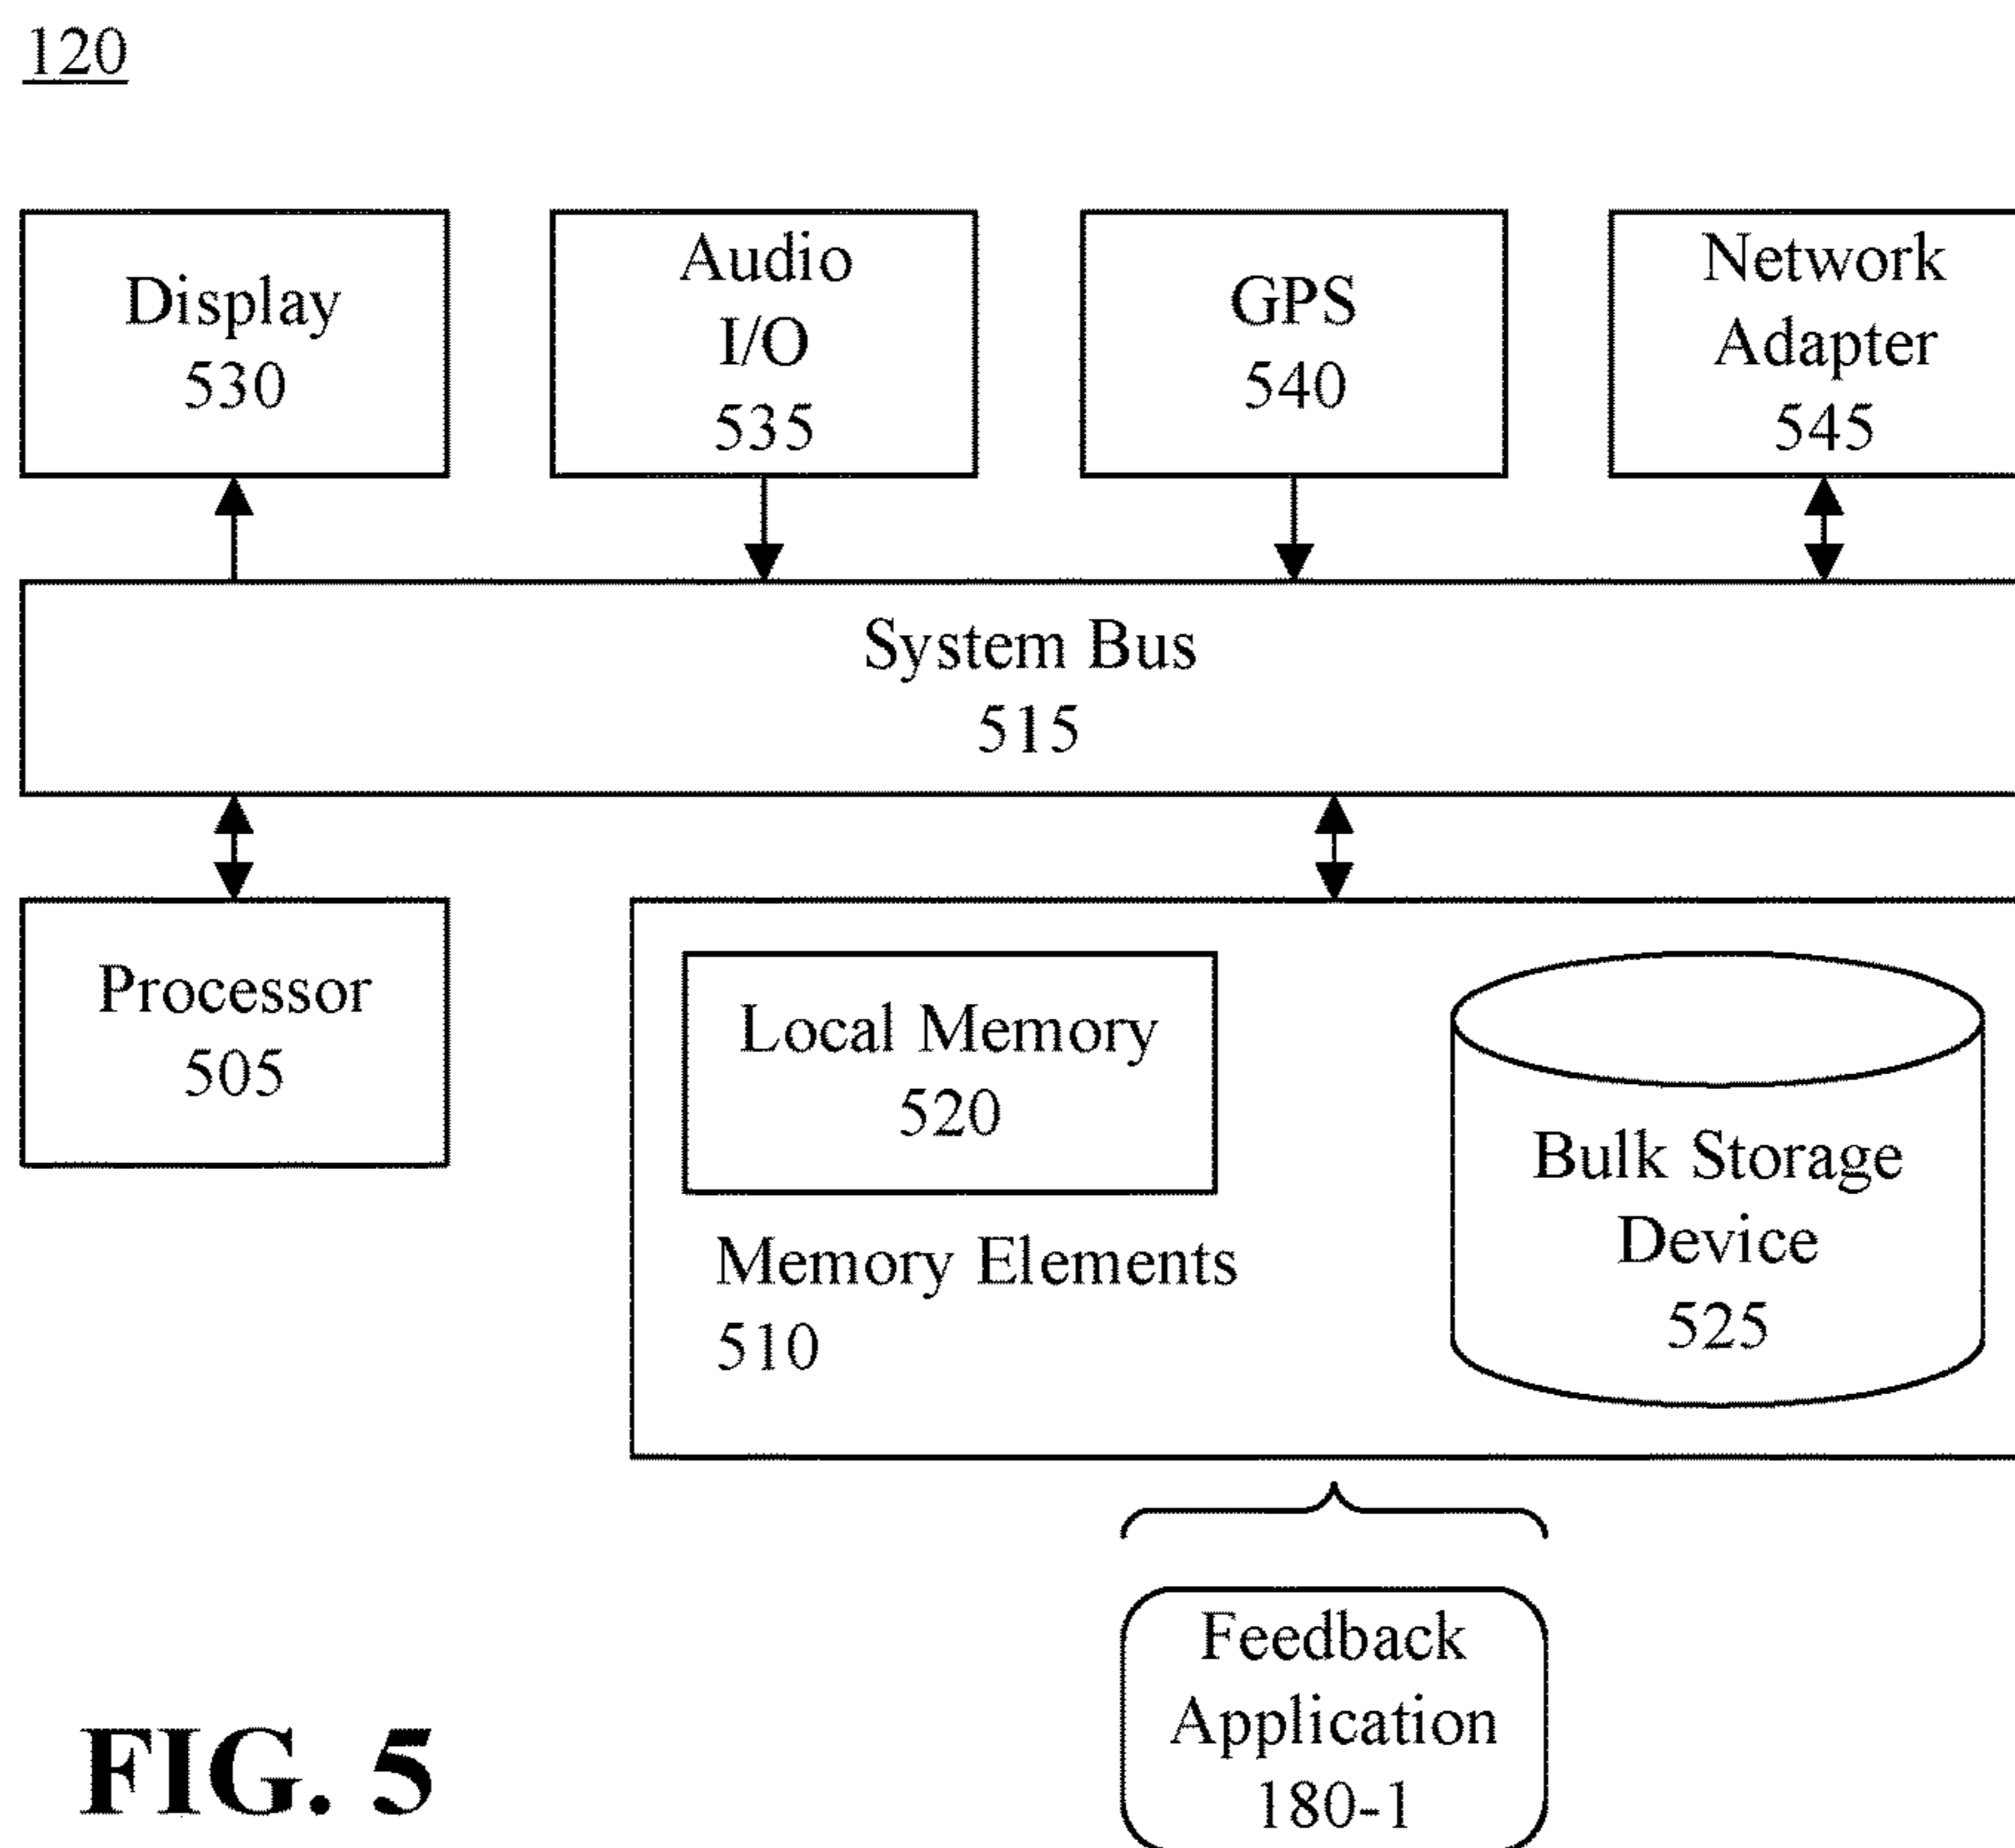 120
Display
530
Audio
I/O
535
GPS
540
Network
Adapter
545
System Bus
515
Processor
505
Local Memory
520
Memory Elements
510
Bulk Storage
Device
525
Feedback
Application
180-1
FIG. 5